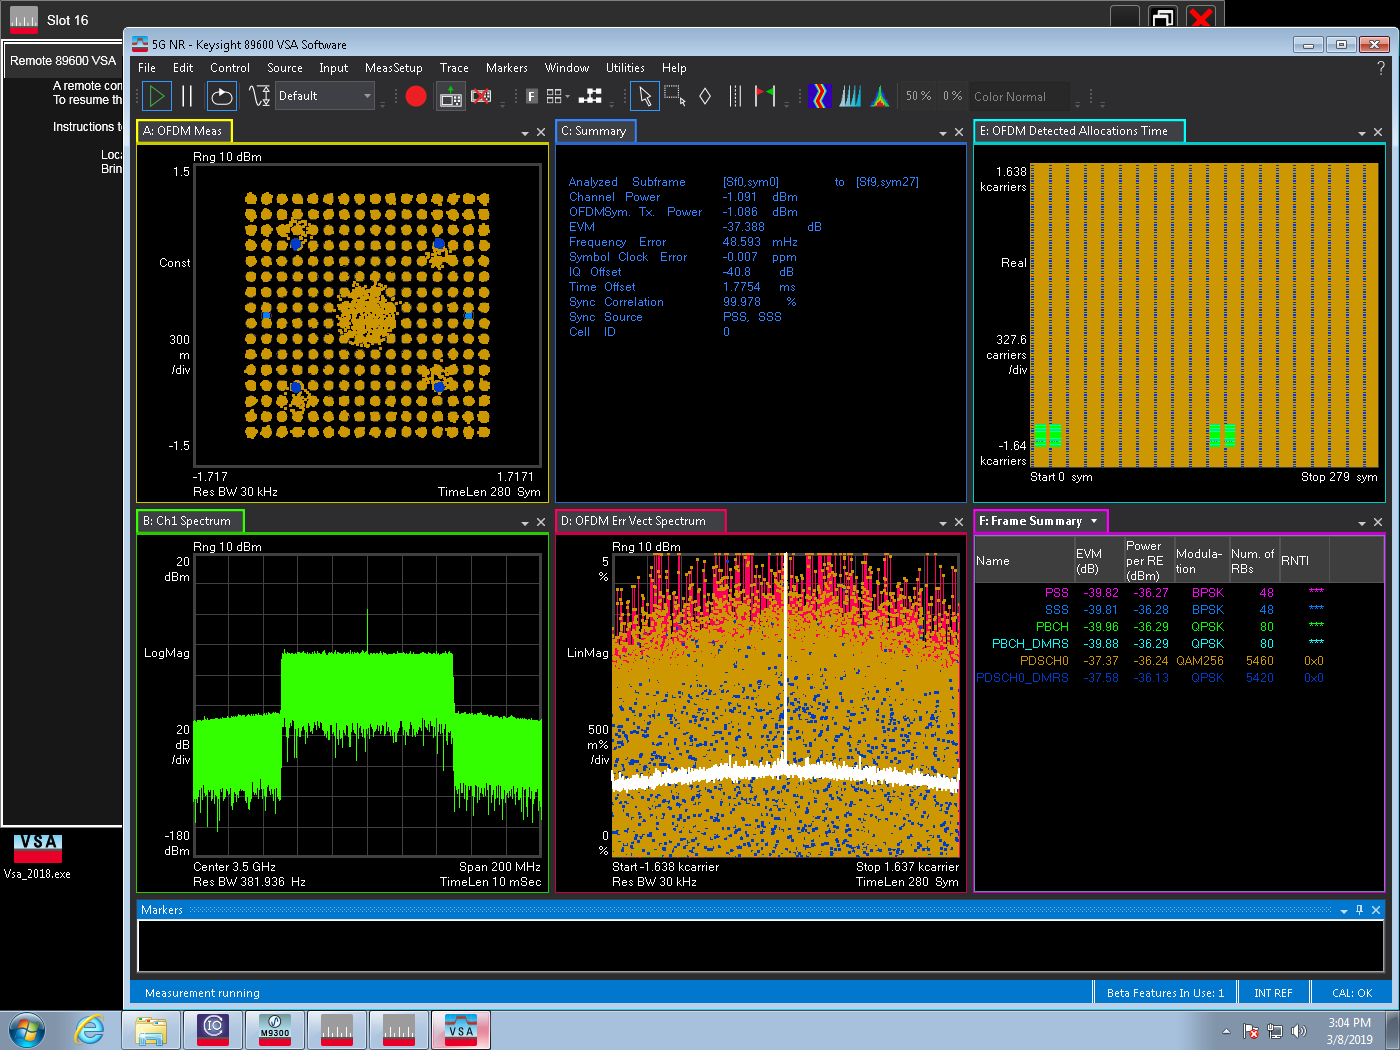 Slot 16
5G NR - Keysight 89600 VSA Software
Remote 89600 VSA
A remote con
To resume th
Instructions to
Loca
Brin
File Edit Control Source Input MeasSetup Trace Markers Window Utilities Help ?
Default F 50 % 0 % Color Normal
A: OFDM Meas
Rng 10 dBm
1.5
Const
300
m
/div
-1.5
-1.717 1.7171
Res BW 30 kHz TimeLen 280 Sym
C: Summary
Analyzed Subframe [Sf0,sym0] to [Sf9,sym27]
Channel Power -1.091 dBm
OFDMSym. Tx. Power -1.086 dBm
EVM -37.388 dB
Frequency Error 48.593 mHz
Symbol Clock Error -0.007 ppm
IQ Offset -40.8 dB
Time Offset 1.7754 ms
Sync Correlation 99.978 %
Sync Source PSS, SSS
Cell ID 0
E: OFDM Detected Allocations Time
1.638
kcarriers
Real
327.6
carriers
/div
-1.64
kcarriers
Start 0 sym Stop 279 sym
B: Ch1 Spectrum
Rng 10 dBm
20
dBm
LogMag
20
dB
/div
-180
dBm
Center 3.5 GHz Span 200 MHz
Res BW 381.936 Hz TimeLen 10 mSec
D: OFDM Err Vect Spectrum
Rng 10 dBm
5
%
LinMag
500
m%
/div
0
%
Start -1.638 kcarrier Stop 1.637 kcarrier
Res BW 30 kHz TimeLen 280 Sym
F: Frame Summary
Name EVM (dB) Power per RE (dBm) Modula-tion Num. of RBs RNTI
PSS -39.82 -36.27 BPSK 48 ***
SSS -39.81 -36.28 BPSK 48 ***
PBCH -39.96 -36.29 QPSK 80 ***
PBCH_DMRS -39.88 -36.29 QPSK 80 ***
PDSCH0 -37.37 -36.24 QAM256 5460 0x0
PDSCH0_DMRS -37.58 -36.13 QPSK 5420 0x0
VSA
Vsa_2018.exe
Markers
Measurement running Beta Features In Use: 1 INT REF CAL: OK
IO M9300 VSA
3:04 PM
3/8/2019